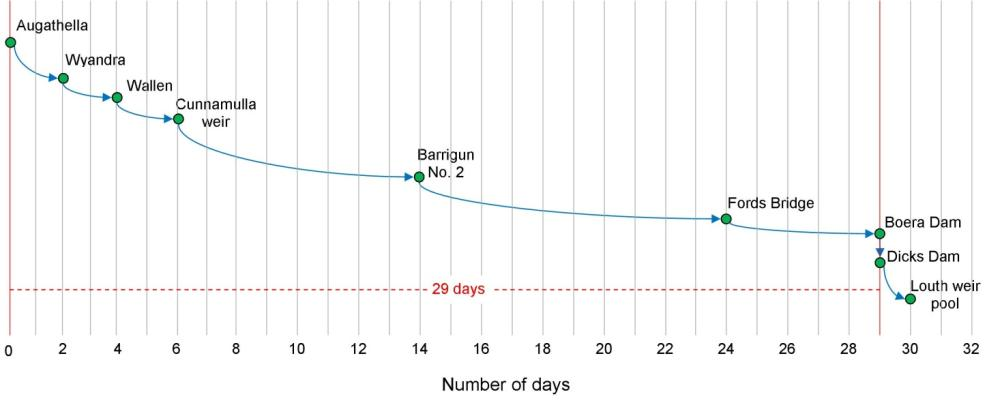 Augathella
Wyandra
Wallen
Cunnamulla
weir
Barrigun
No. 2
Fords Bridge
Boera Dam
Dicks Dam
Louth weir
pool
29 days
0 2 4 6 8 10 12 14 16 18 20 22 24 26 28 30 32
Number of days